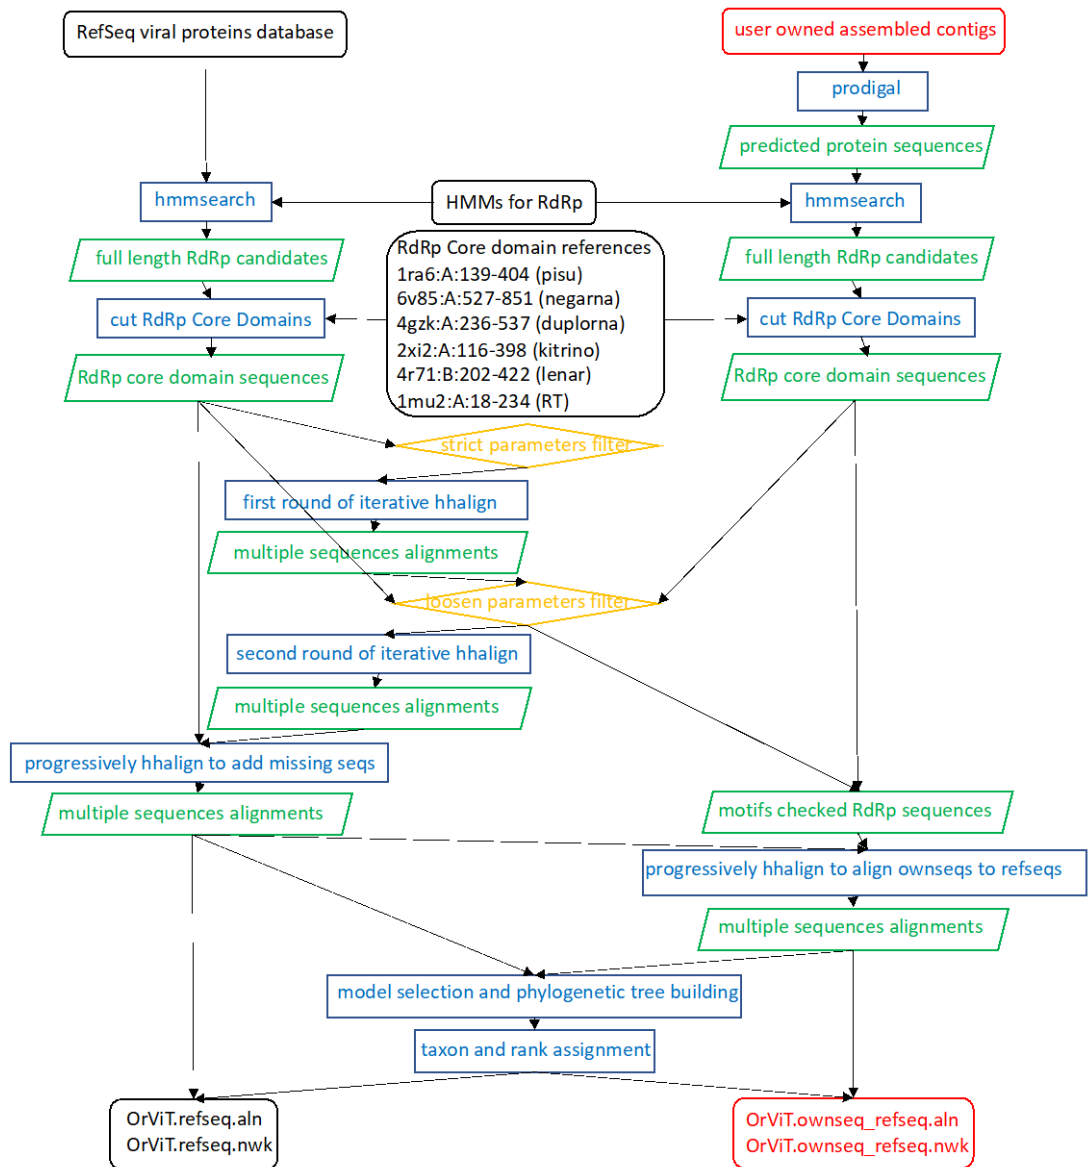 RefSeq viral proteins database
user owned assembled contigs
prodigal
predicted protein sequences
hmmsearch
HMMs for RdRp
hmmsearch
full length RdRp candidates
RdRp Core domain references
1ra6:A:139-404 (pisu)
6v85:A:527-851 (negarna)
4gzk:A:236-537 (duplorna)
2xi2:A:116-398 (kitrino)
4r71:B:202-422 (lenar)
1mu2:A:18-234 (RT)
full length RdRp candidates
cut RdRp Core Domains
cut RdRp Core Domains
RdRp core domain sequences
RdRp core domain sequences
strict parameters filter
first round of iterative hhalign
multiple sequences alignments
loosen parameters filter
second round of iterative hhalign
multiple sequences alignments
progressively hhalign to add missing seqs
multiple sequences alignments
motifs checked RdRp sequences
progressively hhalign to align ownseqs to refseqs
multiple sequences alignments
model selection and phylogenetic tree building
taxon and rank assignment
OrViT.refseq.aln
OrViT.refseq.nwk
OrViT.ownseq_refseq.aln
OrViT.ownseq_refseq.nwk